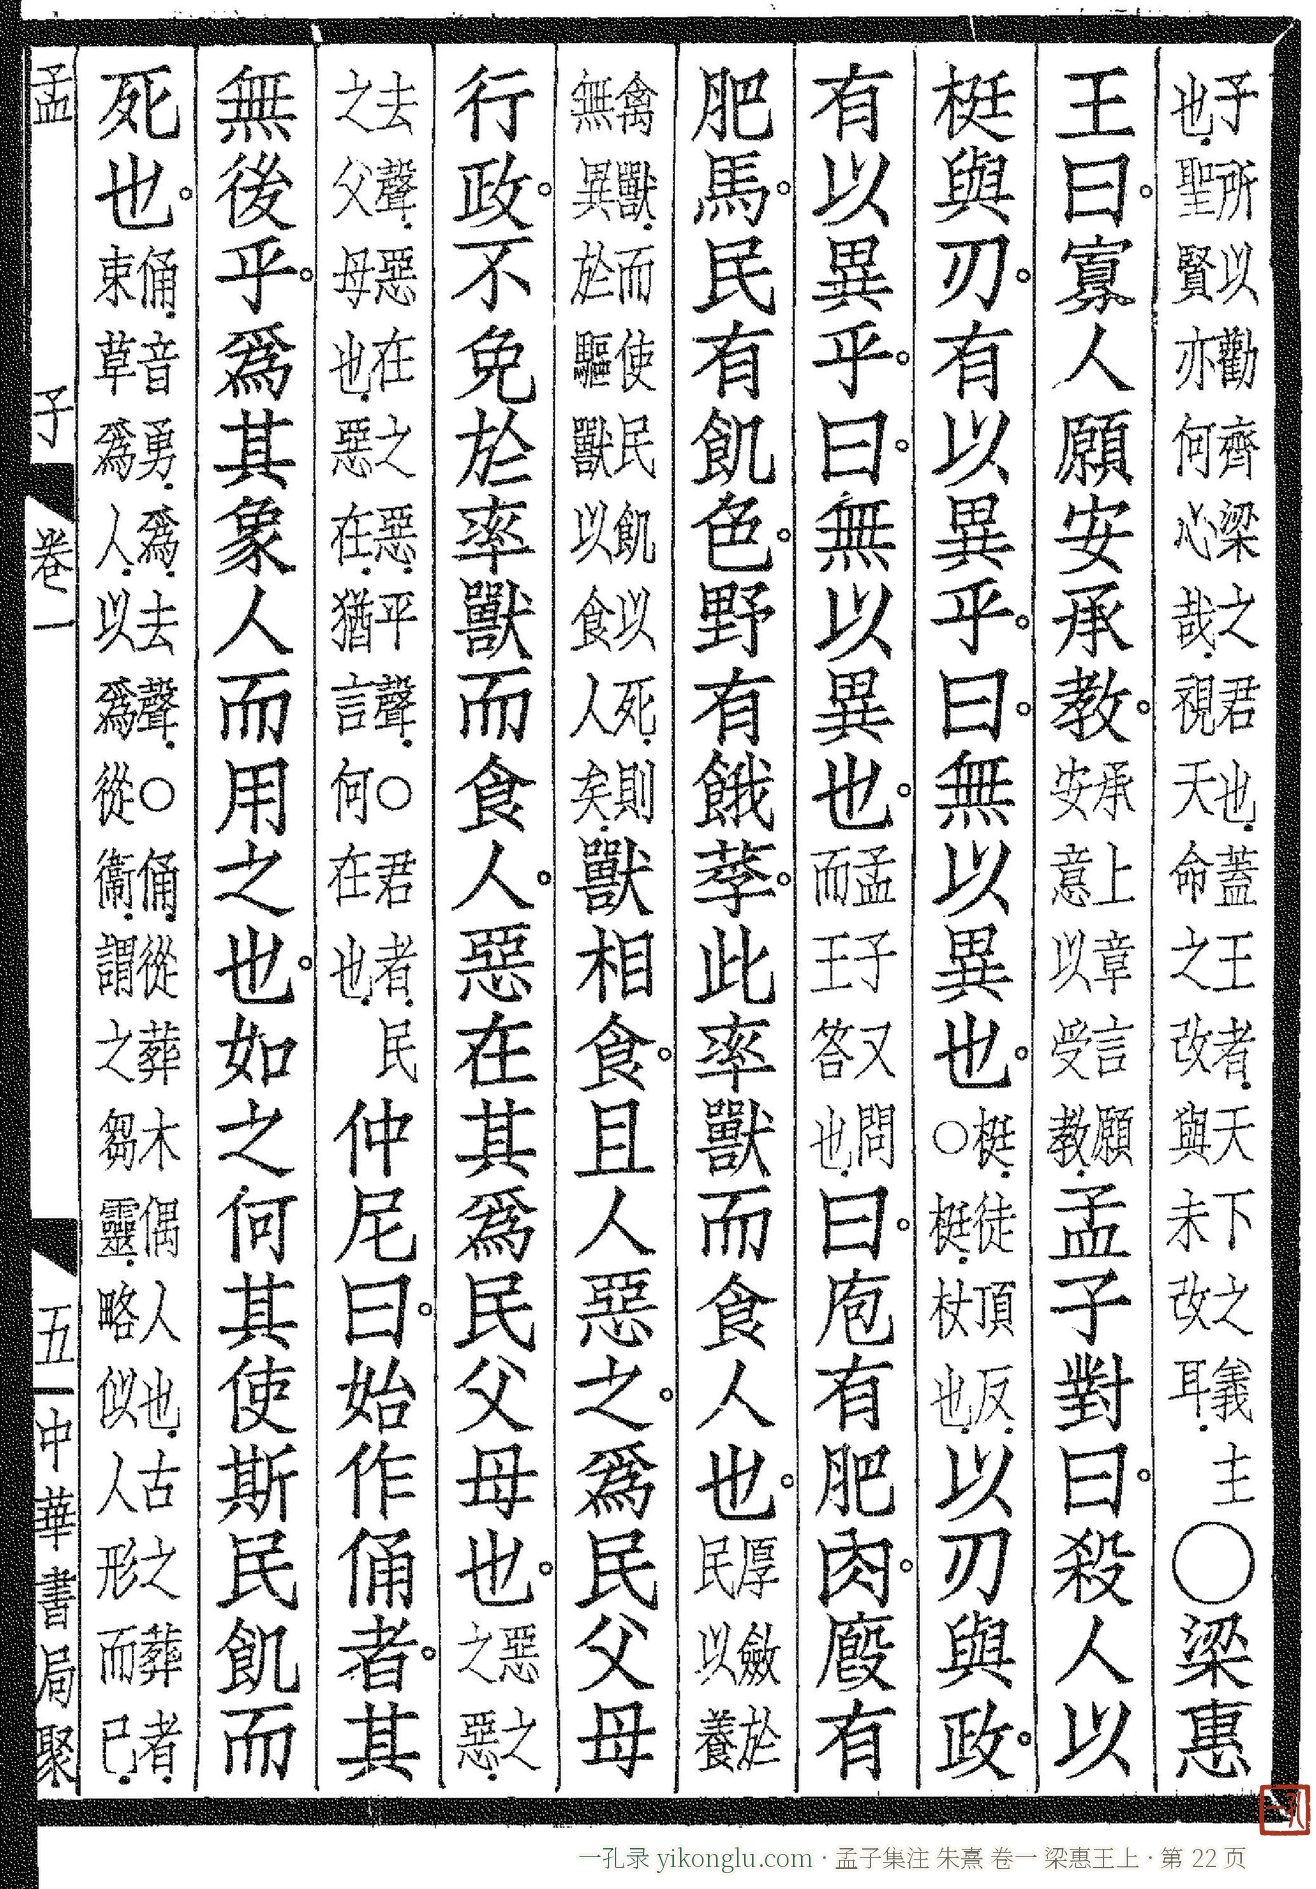 子所以勸齊梁之君也．蓋王者．天下之義主也．聖賢亦何心哉．視天命之改與未改耳．○梁惠
王曰。寡人願安承教。承上章言願安意以受教．孟子對曰。殺人以
梃與刃。有以異乎。曰。無以異也。梃．徒頂反．○梃．杖也．以刃與政。
有以異乎。曰。無以異也。孟子又問而王答也．曰。庖有肥肉。廄有
肥馬。民有飢色。野有餓莩。此率獸而食人也。厚斂於民以養
禽獸．而使民飢以死．則無異於驅獸以食人矣．獸相食。且人惡之。爲民父母
行政。不免於率獸而食人。惡在其爲民父母也。惡之之惡．
去聲．惡在之惡．平聲．○君者．民之父母也．惡在．猶言何在也．仲尼曰。始作俑者。其
無後乎。爲其象人而用之也。如之何其使斯民飢而
死也。俑．音勇．爲．去聲．○俑．從葬木偶人也．古之葬者．束草爲人．以爲從衞．謂之芻靈．略似人形而已．
孟子 卷一 五一中華書局聚
一孔录 yikonglu.com · 孟子集注 朱熹 卷一 梁惠王上 · 第 22 页